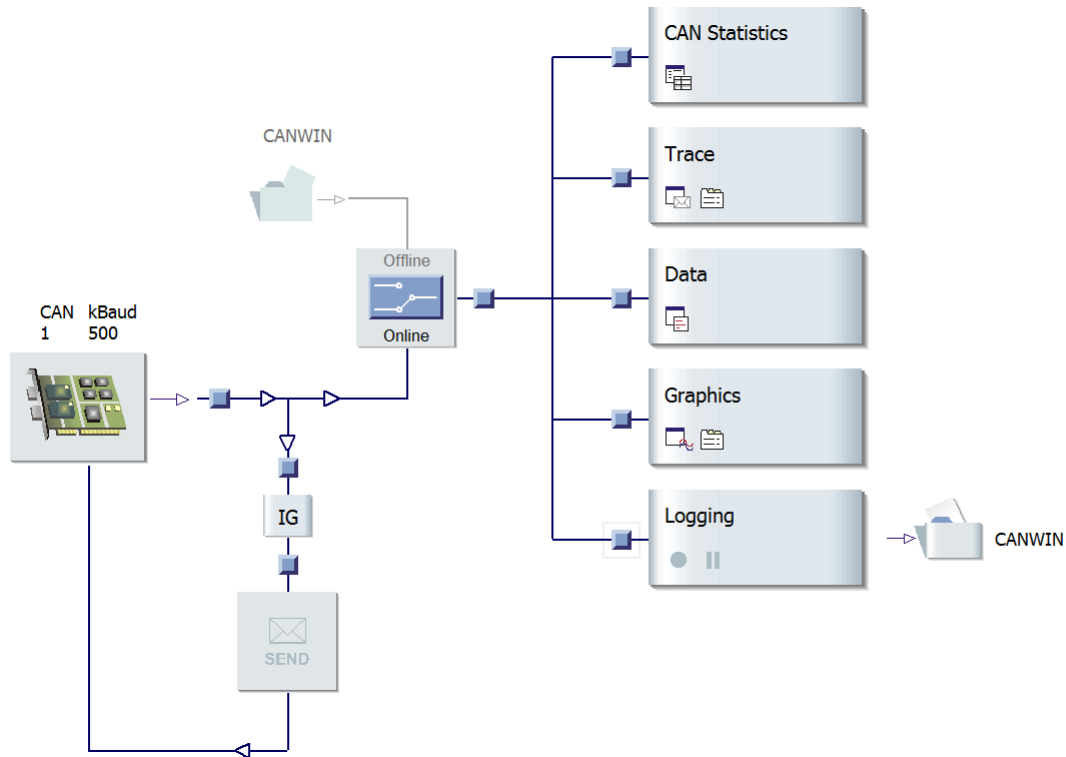 CAN Statistics
CANWIN
Trace
Offline
Data
Online
CAN kBaud
1 500
Graphics
IG
Logging
CANWIN
SEND